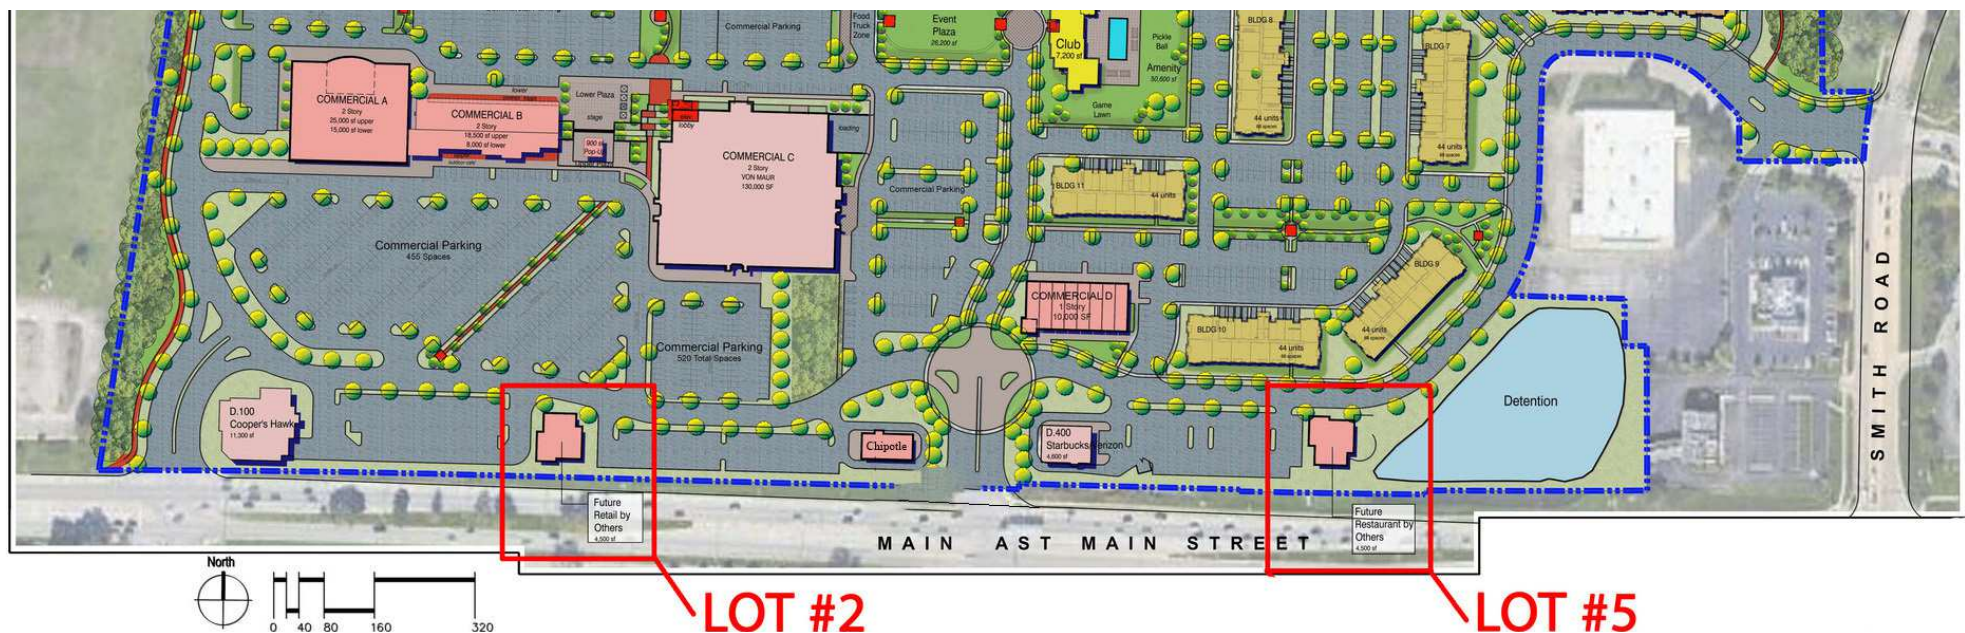 Commercial Parking
Food
Truck
Zone
Event
Plaza
26,200 sf
Club
7,200 sf
Pickle
Ball
Amenity
50,600 sf
Game
Lawn
BLDG 8
44 units
BLDG 7
44 units
COMMERCIAL A
2 Story
25,000 sf upper
15,000 sf lower
lower
COMMERCIAL B
2 Story
18,500 sf upper
8,000 sf lower
Lower Plaza
stage
900 sf
Pop-Up
lobby
loading
COMMERCIAL C
2 Story
VON MAUR
130,000 SF
Commercial Parking
BLDG 11
44 units
Commercial Parking
455 Spaces
COMMERCIAL D
1 Story
10,000 SF
BLDG 9
44 units
BLDG 10
44 units
Commercial Parking
520 Total Spaces
D.100
Cooper's Hawk
11,300 sf
Chipotle
D.400
Starbucks/Verizon
4,600 sf
Detention
SMITH ROAD
Future
Retail by
Others
4,500 sf
Future
Restaurant by
Others
4,500 sf
MAIN AST MAIN STREET
North
0 40 80 160 320
LOT #2
LOT #5